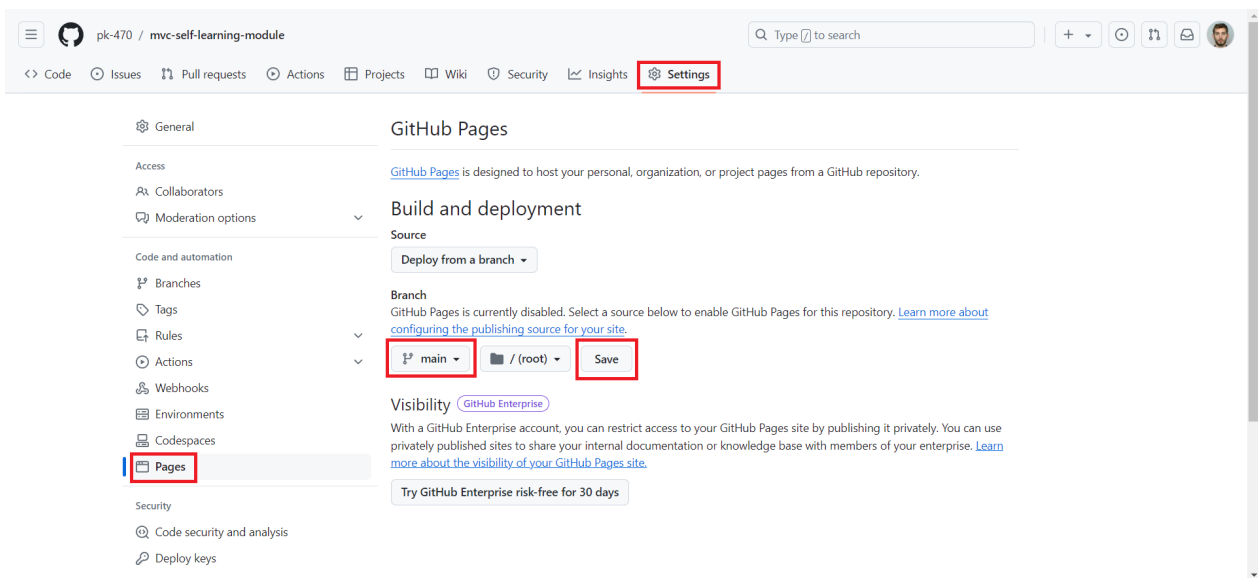 pk-470 / mvc-self-learning-module
Type / to search
Code Issues Pull requests Actions Projects Wiki Security Insights Settings
General
Access
Collaborators
Moderation options
Code and automation
Branches
Tags
Rules
Actions
Webhooks
Environments
Codespaces
Pages
Security
Code security and analysis
Deploy keys
GitHub Pages
GitHub Pages is designed to host your personal, organization, or project pages from a GitHub repository.
Build and deployment
Source
Deploy from a branch
Branch
GitHub Pages is currently disabled. Select a source below to enable GitHub Pages for this repository. Learn more about
configuring the publishing source for your site.
main / (root) Save
Visibility GitHub Enterprise
With a GitHub Enterprise account, you can restrict access to your GitHub Pages site by publishing it privately. You can use
privately published sites to share your internal documentation or knowledge base with members of your enterprise. Learn
more about the visibility of your GitHub Pages site.
Try GitHub Enterprise risk-free for 30 days